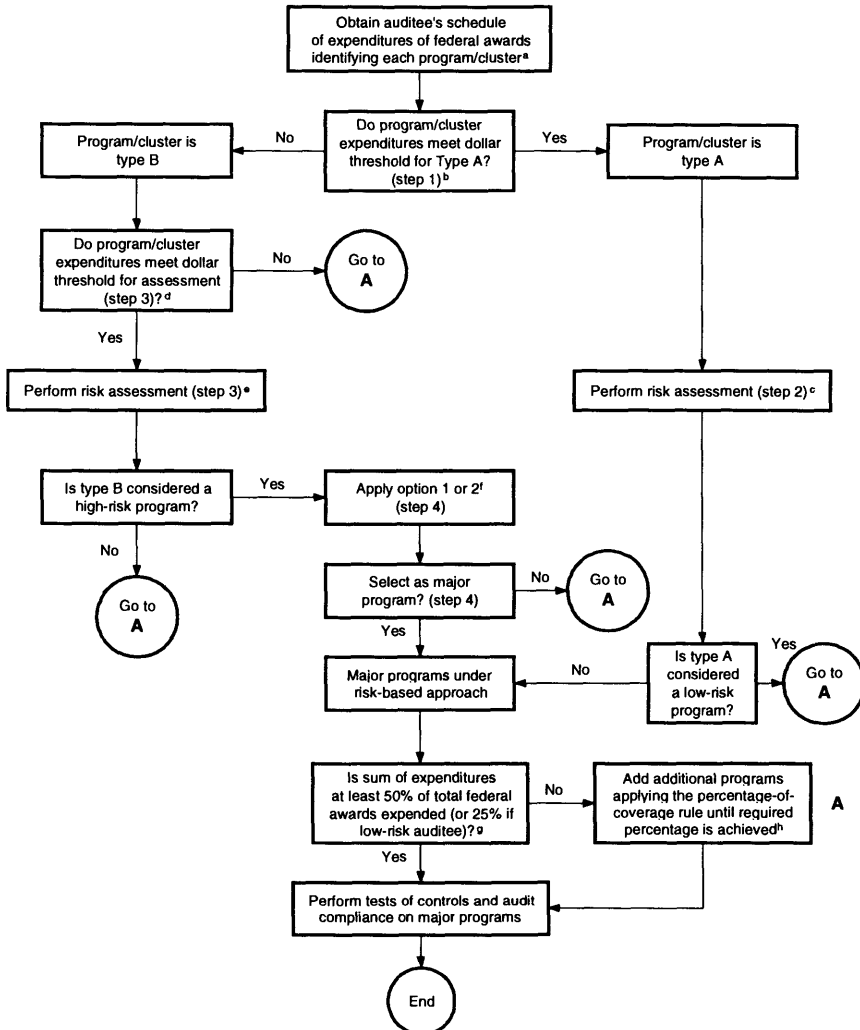 Obtain auditee's schedule
of expenditures of federal awards
identifying each program/cluster a
Do program/cluster
expenditures meet dollar
threshold for Type A?
(step 1) b
No
Yes
Program/cluster is
type B
Program/cluster is
type A
Do program/cluster
expenditures meet dollar
threshold for assessment
(step 3)? d
No
Go to
A
Yes
Perform risk assessment (step 3) e
Perform risk assessment (step 2) c
Is type B considered a
high-risk program?
Yes
Apply option 1 or 2 f
(step 4)
No
Go to
A
Select as major
program? (step 4)
No
Go to
A
Yes
Major programs under
risk-based approach
No
Is type A
considered
a low-risk
program?
Yes
Go to
A
Is sum of expenditures
at least 50% of total federal
awards expended (or 25% if
low-risk auditee)? g
No
Add additional programs
applying the percentage-of-
coverage rule until required
percentage is achieved h
A
Yes
Perform tests of controls and audit
compliance on major programs
End